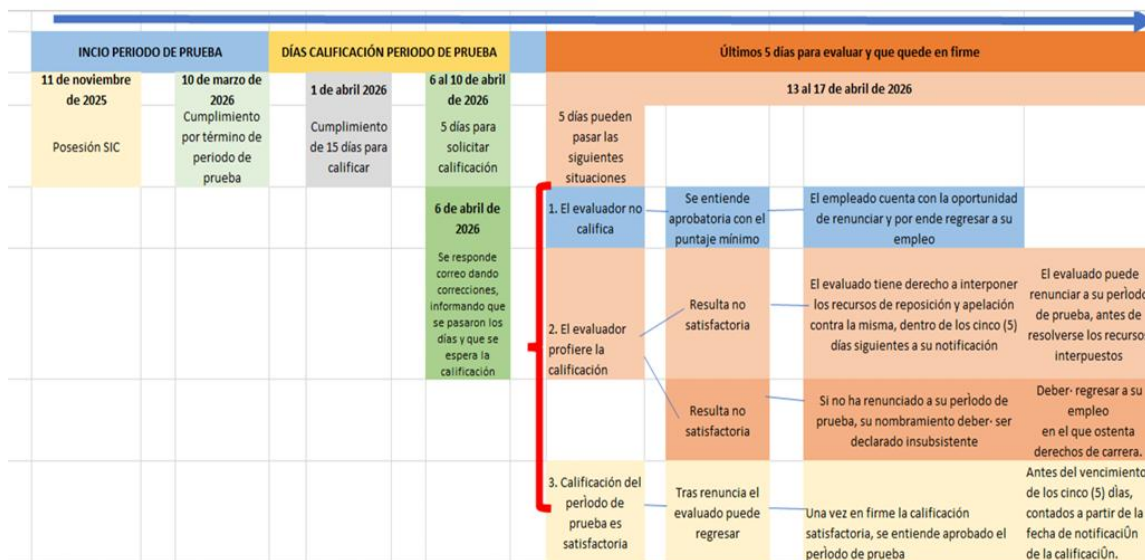 INCIO PERIODO DE PRUEBA
DÍAS CALIFICACIÓN PERIODO DE PRUEBA
Últimos 5 días para evaluar y que quede en firme
11 de noviembre
de 2025
Posesión SIC
10 de marzo de
2026
Cumplimiento
por término de
periodo de
prueba
1 de abril 2026
Cumplimiento
de 15 días para
calificar
6 al 10 de abril
de 2026
5 días para
solicitar
calificación
13 al 17 de abril de 2026
5 días pueden
pasar las
siguientes
situaciones
6 de abril de
2026
Se responde
correo dando
correcciones,
informando que
se pasaron los
días y que se
espera la
calificación
1. El evaluador no
califica
Se entiende
aprobatoria con el
puntaje mínimo
El empleado cuenta con la oportunidad
de renunciar y por ende regresar a su
empleo
2. El evaluador
profiere la
calificación
Resulta no
satisfactoria
El evaluado tiene derecho a interponer
los recursos de reposición y apelación
contra la misma, dentro de los cinco (5)
días siguientes a su notificación
El evaluado puede
renunciar a su perÌodo
de prueba, antes de
resolverse los recursos
interpuestos
Resulta no
satisfactoria
Si no ha renunciado a su perÌodo de
prueba, su nombramiento deber· ser
declarado insubsistente
Deber· regresar a su
empleo
en el que ostenta
derechos de carrera.
3. Calificación del
perÌodo de
prueba es
satisfactoria
Tras renuncia el
evaluado puede
regresar
Una vez en firme la calificación
satisfactoria, se entiende aprobado el
perÌodo de prueba
Antes del vencimiento
de los cinco (5) dÌas,
contados a partir de la
fecha de notificaciÛn
de la calificaciÛn.